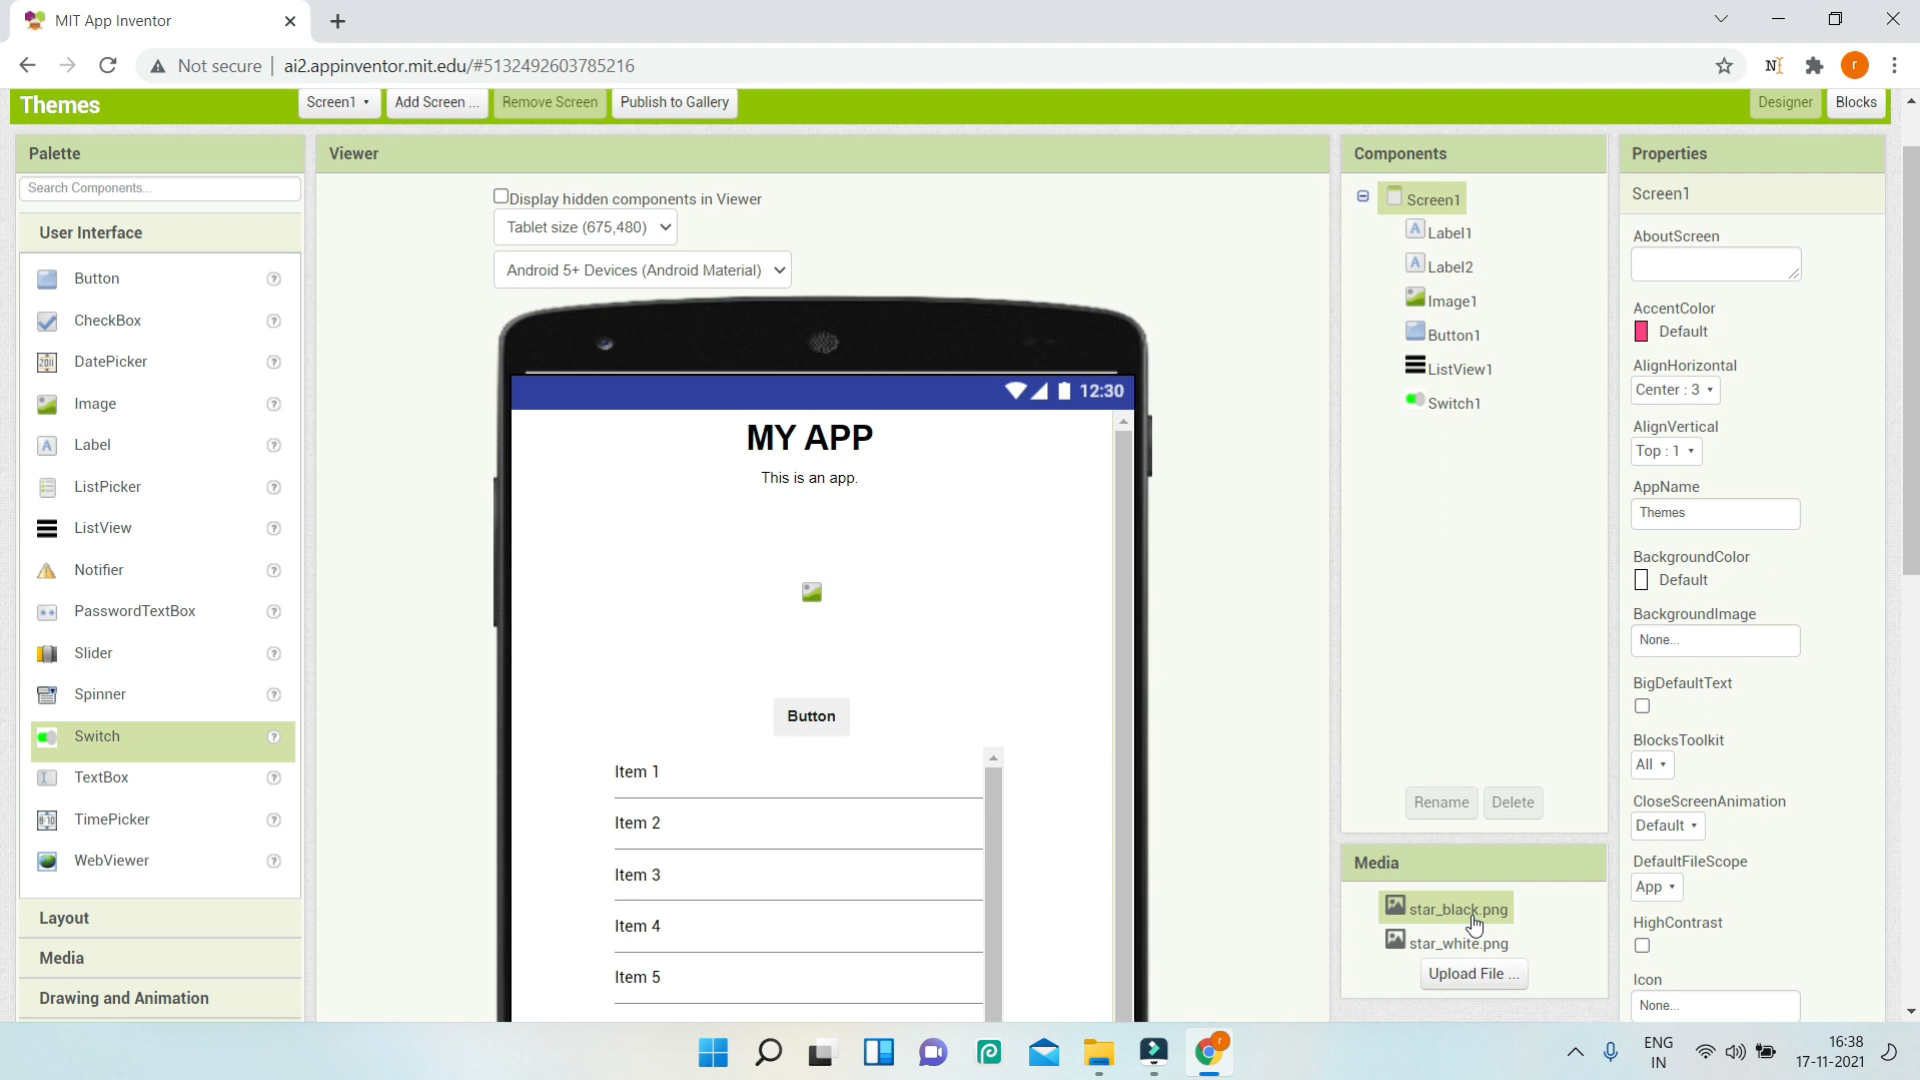 MIT App Inventor
Not secure
ai2.appinventor.mit.edu/#5132492603785216
r
Themes
Screen1
Add Screen ...
Remove Screen
Publish to Gallery
Designer
Blocks
Palette
Search Components...
User Interface
Button
CheckBox
DatePicker
Image
Label
ListPicker
ListView
Notifier
PasswordTextBox
Slider
Spinner
Switch
TextBox
TimePicker
WebViewer
Layout
Media
Drawing and Animation
Viewer
Display hidden components in Viewer
Tablet size (675,480)
Android 5+ Devices (Android Material)
12:30
MY APP
This is an app.
Button
Item 1
Item 2
Item 3
Item 4
Item 5
Components
Screen1
Label1
Label2
Image1
Button1
ListView1
Switch1
Rename
Delete
Media
star_black.png
star_white.png
Upload File ...
Properties
Screen1
AboutScreen
AccentColor
Default
AlignHorizontal
Center : 3
AlignVertical
Top : 1
AppName
Themes
BackgroundColor
Default
BackgroundImage
None...
BigDefaultText
BlocksToolkit
All
CloseScreenAnimation
Default
DefaultFileScope
App
HighContrast
Icon
None...
r
ENG
IN
16:38
17-11-2021